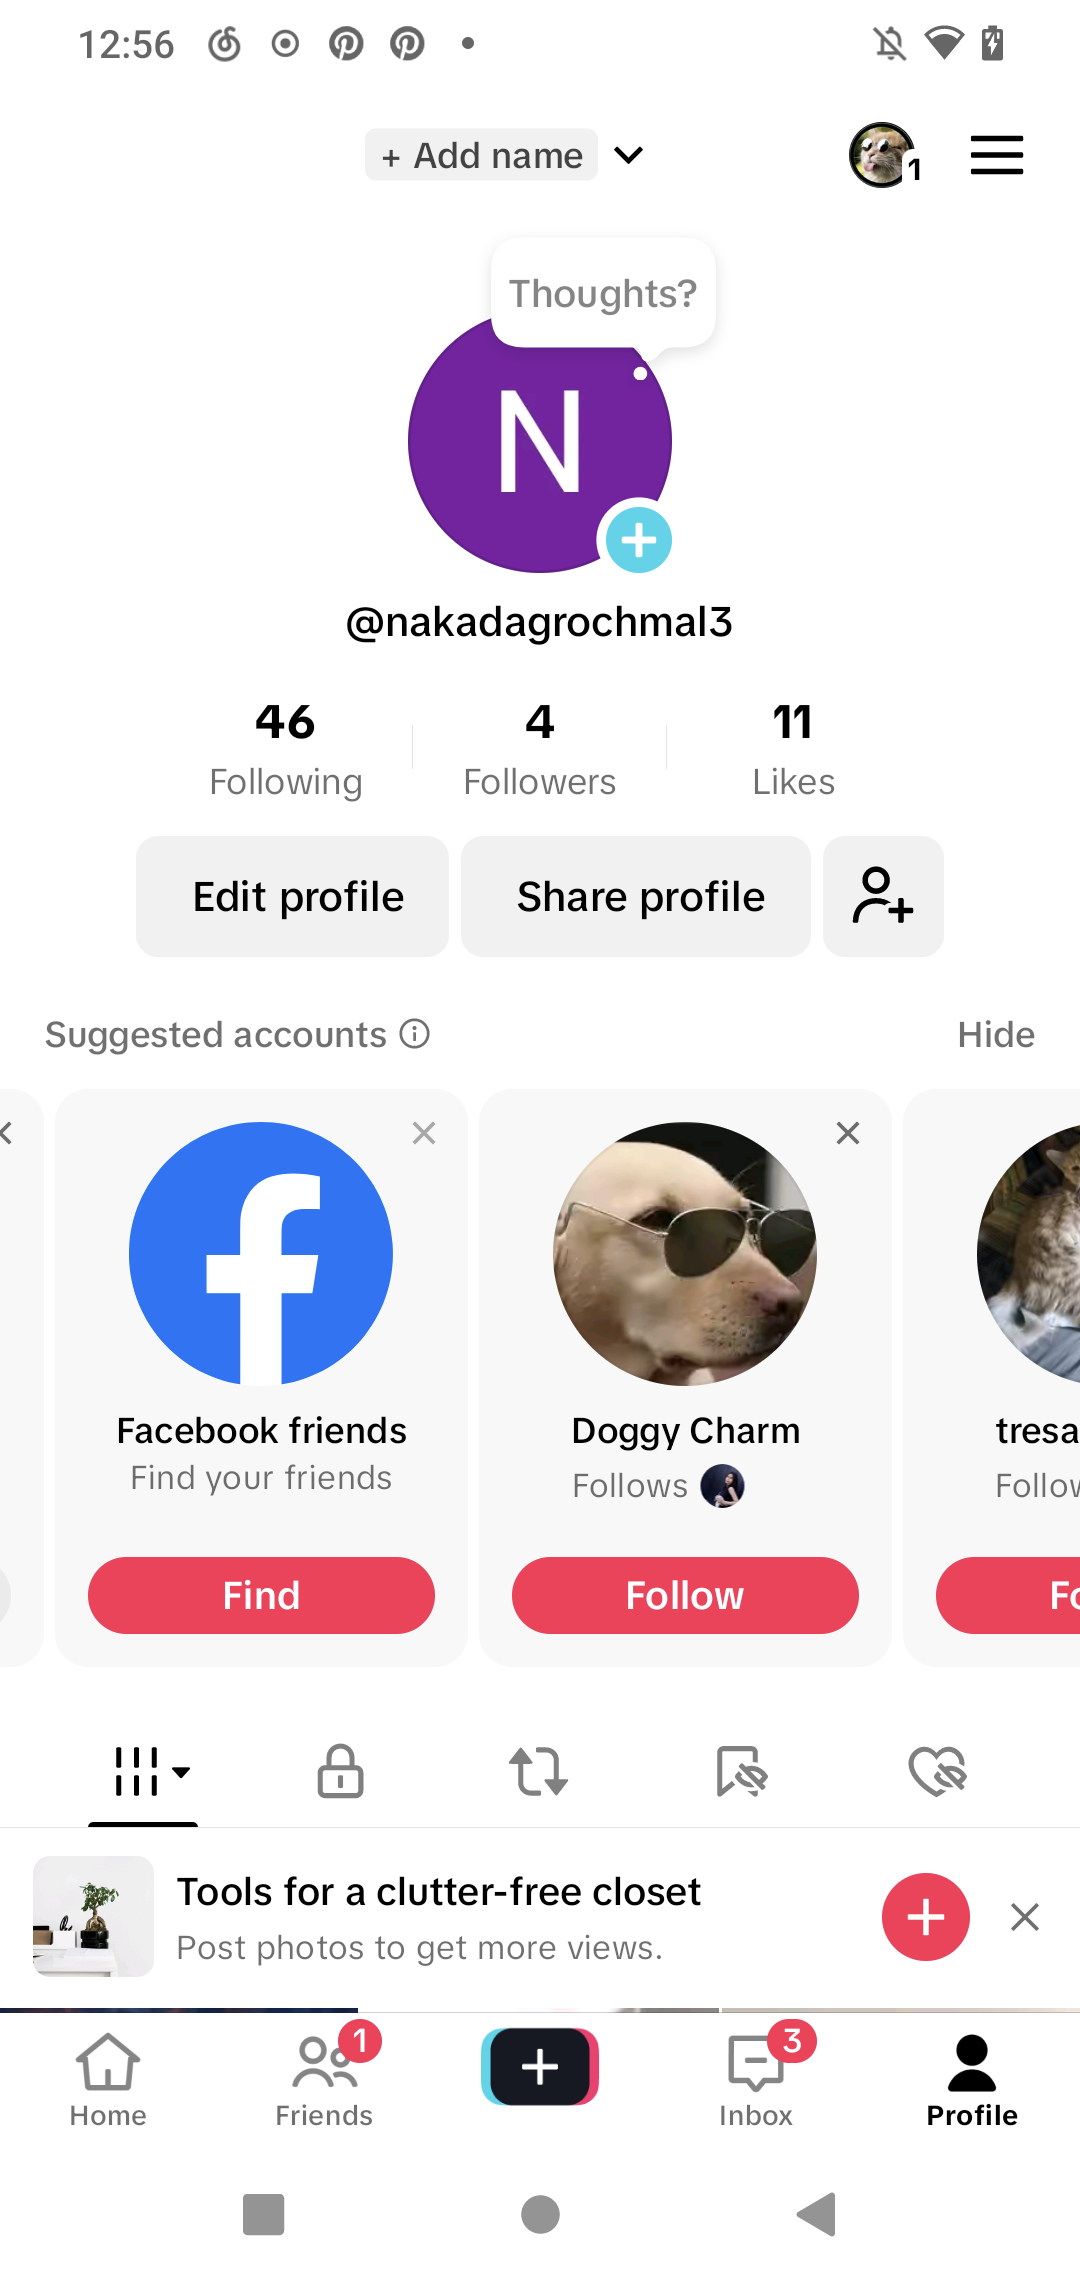 12:56
+ Add name
1
Thoughts?
N
@nakadagrochmal3
46 4 11
Following Followers Likes
Edit profile Share profile
Suggested accounts Hide
Facebook friends Doggy Charm tresa
Find your friends Follows Follow
Find Follow Fo
Tools for a clutter-free closet
Post photos to get more views.
1 3
Home Friends Inbox Profile